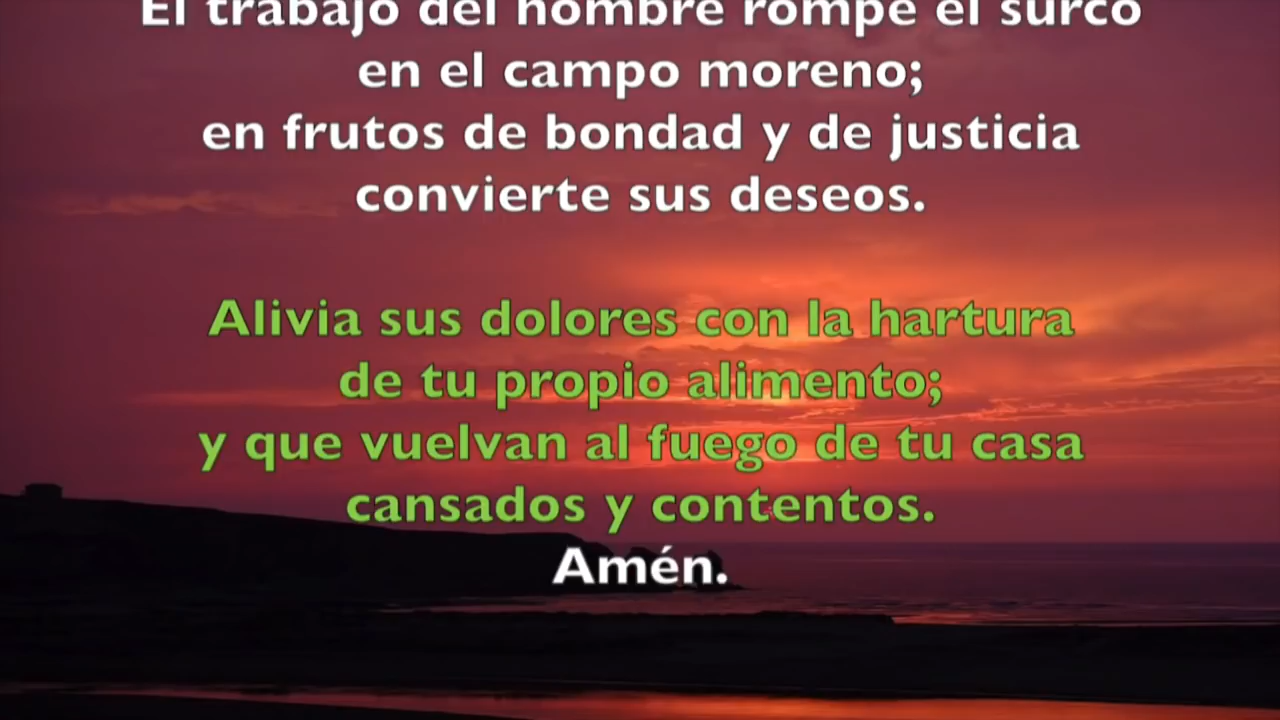 El trabajo del hombre rompe el surco
en el campo moreno;
en frutos de bondad y de justicia
convierte sus deseos.
Alivia sus dolores con la hartura
de tu propio alimento;
y que vuelvan al fuego de tu casa
cansados y contentos.
Amén.